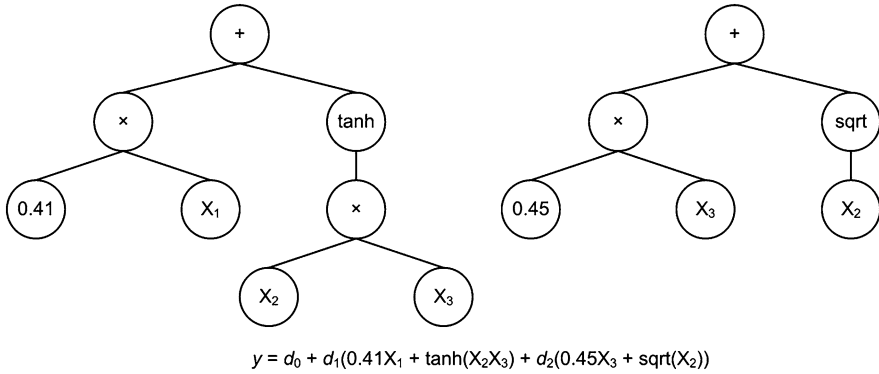 + +
× tanh × sqrt
0.41 X₁ × 0.45 X₃ X₂
X₂ X₃
y = d₀ + d₁(0.41X₁ + tanh(X₂X₃) + d₂(0.45X₃ + sqrt(X₂))